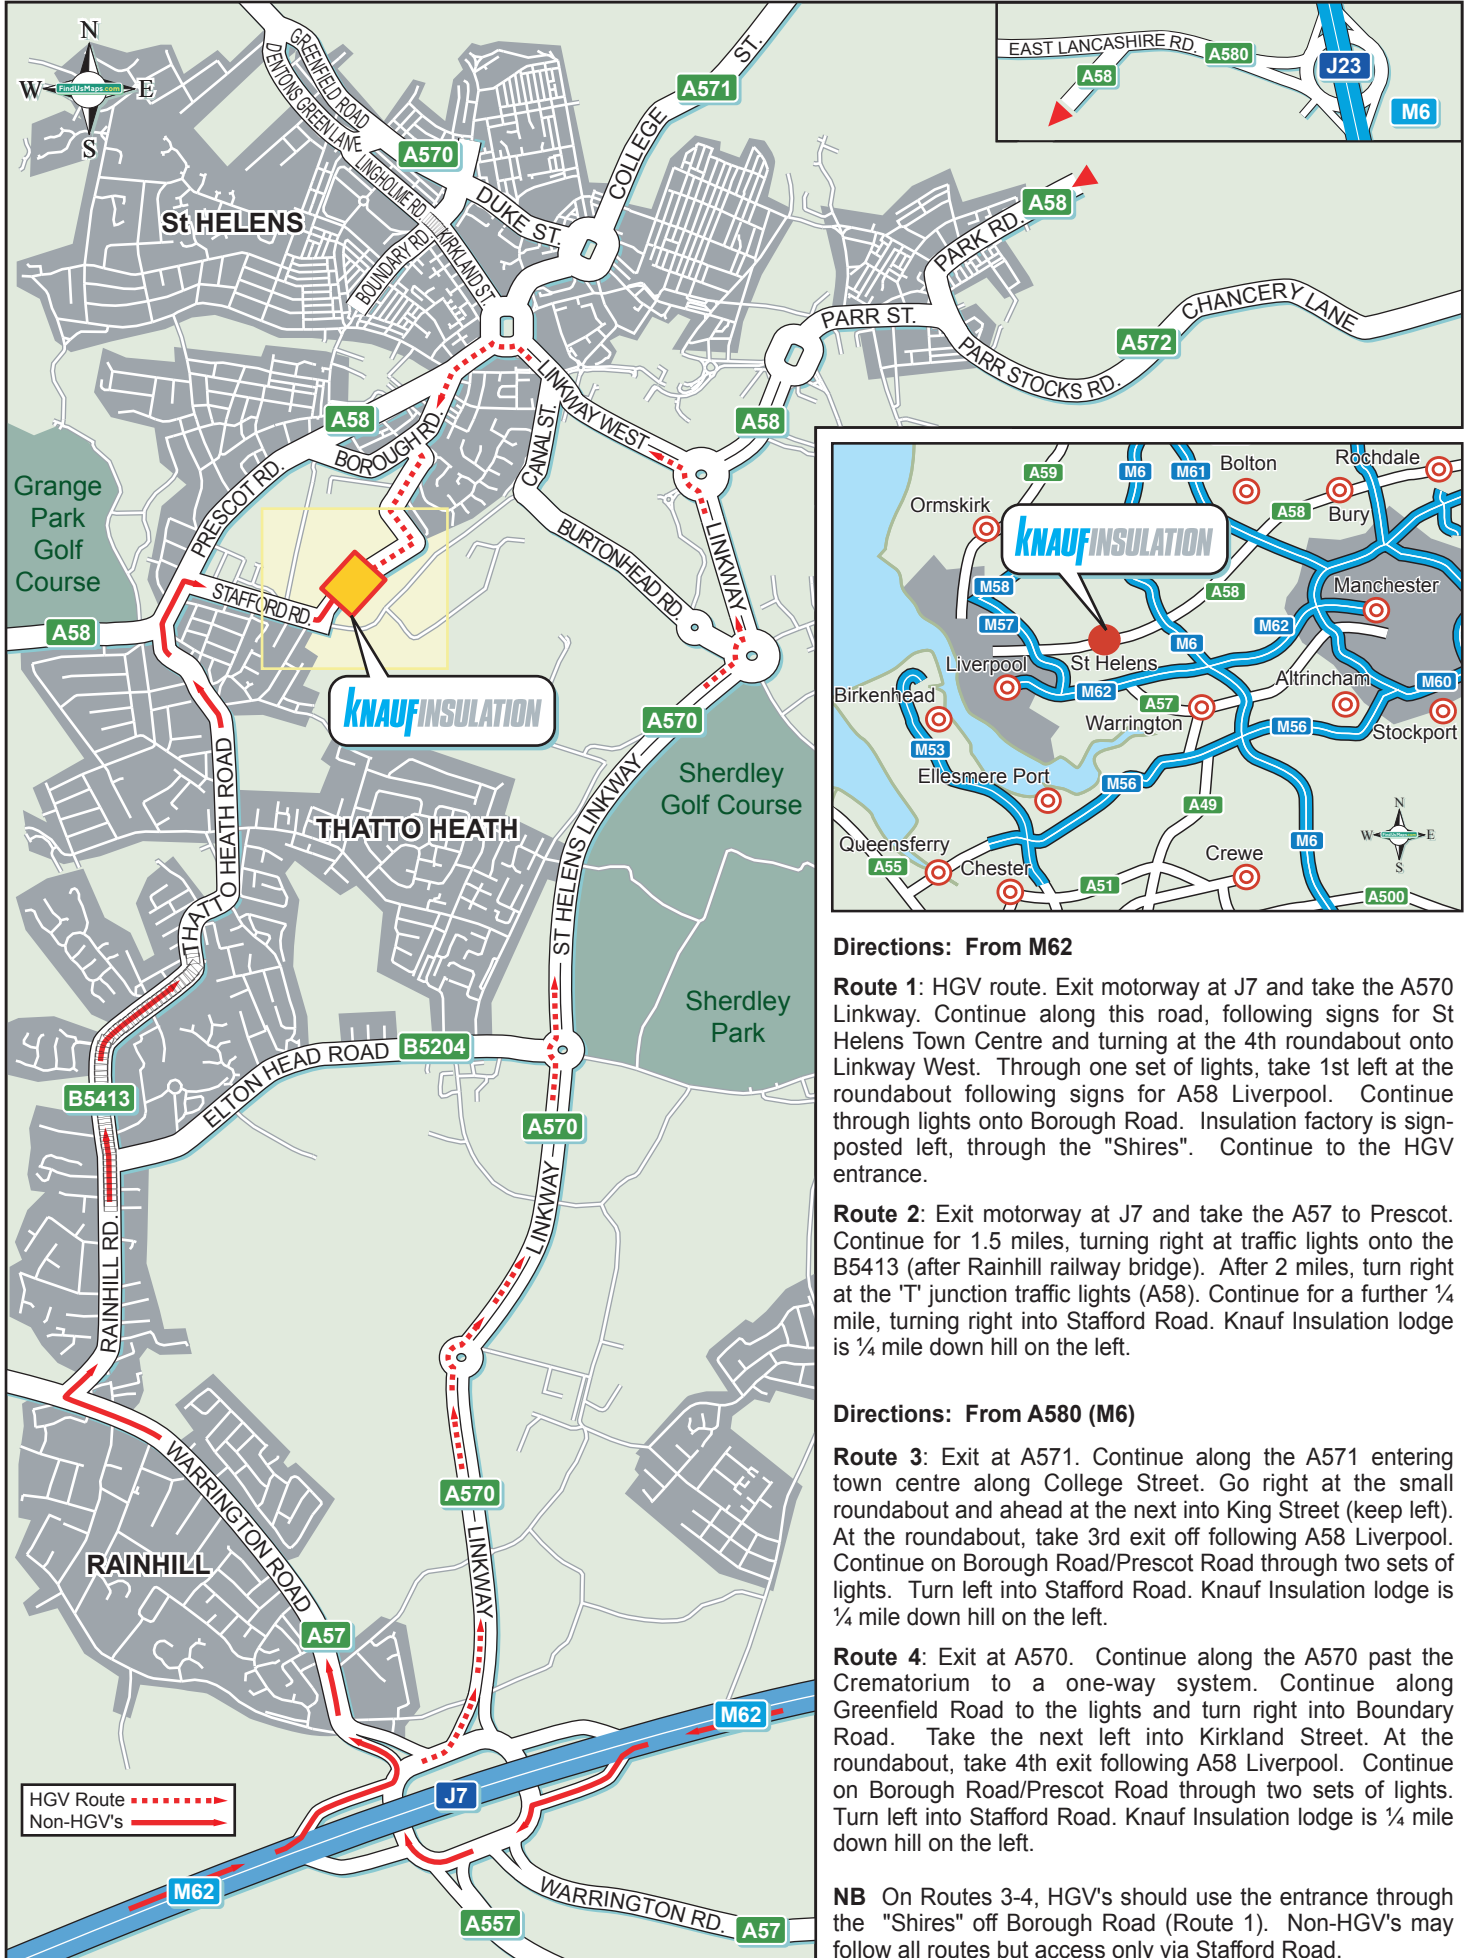 N
W
FindUsMaps.com
E
S
GREENFIELD ROAD
DENTONS GREEN LANE
A570
LINGHOLME RD.
St HELENS
BOUNDARY RD.
KIRKLAND ST.
DUKE ST.
COLLEGE
ST.
A571
EAST LANCASHIRE RD.
A580
A58
J23
M6
A58
PARK RD.
PARR ST.
CHANCERY LANE
A572
PARR STOCKS RD.
A58
LINKWAY WEST
A58
BOROUGH RD.
CANAL ST.
PRESCOT RD.
Grange
Park
Golf
Course
BURTONHEAD RD.
LINKWAY
STAFFORD RD.
A58
KNAUFINSULATION
A570
Sherdley
Golf Course
THATTO HEATH ROAD
THATTO HEATH
ST HELENS LINKWAY
THATTO HEATH ROAD
Sherdley
Park
ELTON HEAD ROAD
B5204
B5413
A570
LINKWAY
RAINHILL RD.
WARRINGTON ROAD
A570
LINKWAY
RAINHILL
A57
M62
J7
HGV Route
Non-HGV's
M62
A557
WARRINGTON RD.
A57
A59
M6
M61
Bolton
Rochdale
Ormskirk
A58
Bury
KNAUFINSULATION
M58
A58
Manchester
M57
M62
M6
Liverpool
St Helens
Altrincham
M60
Birkenhead
M62
A57
Warrington
M56
Stockport
M53
Ellesmere Port
M56
A49
N
W
E
S
M6
Queensferry
A55
Chester
Crewe
A51
A500
Directions: From M62
Route 1: HGV route. Exit motorway at J7 and take the A570
Linkway. Continue along this road, following signs for St
Helens Town Centre and turning at the 4th roundabout onto
Linkway West. Through one set of lights, take 1st left at the
roundabout following signs for A58 Liverpool. Continue
through lights onto Borough Road. Insulation factory is sign-
posted left, through the "Shires". Continue to the HGV
entrance.
Route 2: Exit motorway at J7 and take the A57 to Prescot.
Continue for 1.5 miles, turning right at traffic lights onto the
B5413 (after Rainhill railway bridge). After 2 miles, turn right
at the 'T' junction traffic lights (A58). Continue for a further ¼
mile, turning right into Stafford Road. Knauf Insulation lodge
is ¼ mile down hill on the left.
Directions: From A580 (M6)
Route 3: Exit at A571. Continue along the A571 entering
town centre along College Street. Go right at the small
roundabout and ahead at the next into King Street (keep left).
At the roundabout, take 3rd exit off following A58 Liverpool.
Continue on Borough Road/Prescot Road through two sets of
lights. Turn left into Stafford Road. Knauf Insulation lodge is
¼ mile down hill on the left.
Route 4: Exit at A570. Continue along the A570 past the
Crematorium to a one-way system. Continue along
Greenfield Road to the lights and turn right into Boundary
Road. Take the next left into Kirkland Street. At the
roundabout, take 4th exit following A58 Liverpool. Continue
on Borough Road/Prescot Road through two sets of lights.
Turn left into Stafford Road. Knauf Insulation lodge is ¼ mile
down hill on the left.
NB On Routes 3-4, HGV's should use the entrance through
the "Shires" off Borough Road (Route 1). Non-HGV's may
follow all routes but access only via Stafford Road.